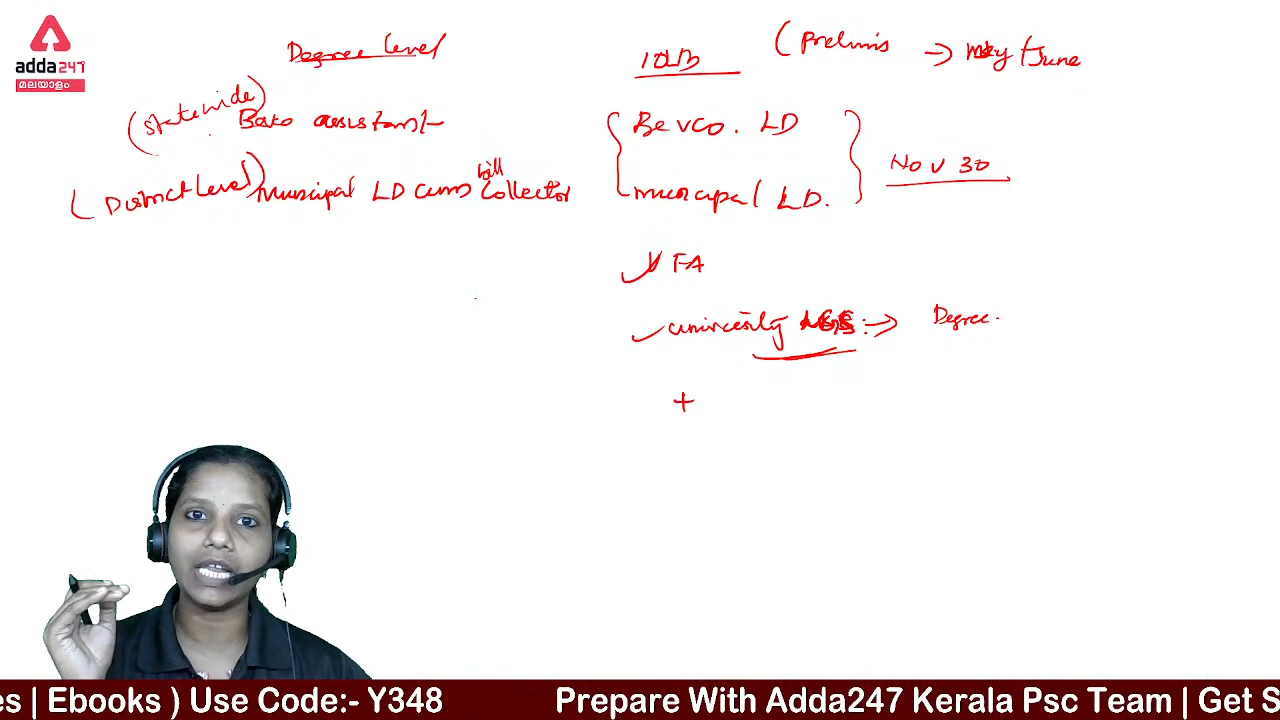 adda247
മലയാളം
Degree Level
(Statewide) assistant
(District Level) Municipal LD cum bill Collector
10th
(Prelims → May/June
Bevco. LD
Municipal LD.
Nov 30
VFA
university LGS → Degree.
+
es | Ebooks ) Use Code:- Y348
Prepare With Adda247 Kerala Psc Team | Get S